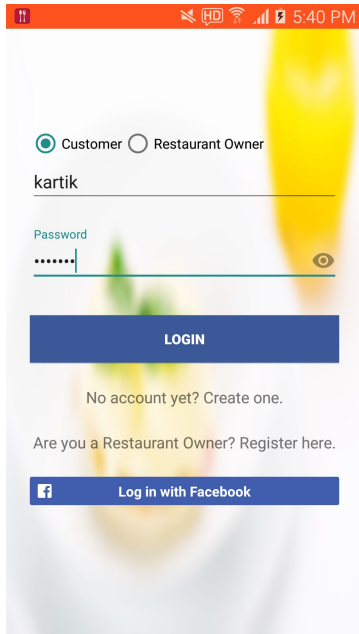 HD 5:40 PM
Customer Restaurant Owner
kartik
Password
•••••••
LOGIN
No account yet? Create one.
Are you a Restaurant Owner? Register here.
f Log in with Facebook